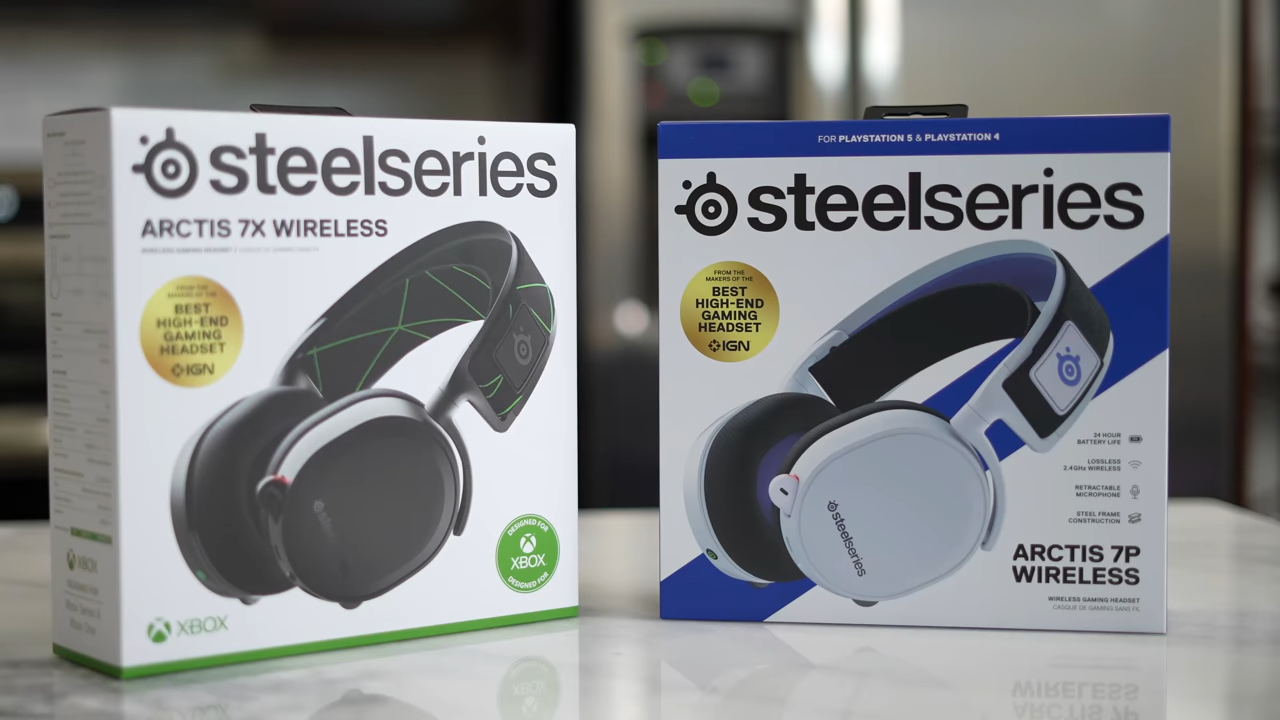 steelseries
ARCTIS 7X WIRELESS
FROM THE
MAKERS OF THE
BEST
HIGH-END
GAMING
HEADSET
IGN
DESIGNED FOR
XBOX
DESIGNED FOR
XBOX
XBOX
FOR PLAYSTATION 5 & PLAYSTATION 4
steelseries
FROM THE
MAKERS OF THE
BEST
HIGH-END
GAMING
HEADSET
IGN
steelseries
24 HOUR
BATTERY LIFE
LOSSLESS
2.4GHz WIRELESS
RETRACTABLE
MICROPHONE
STEEL FRAME
CONSTRUCTION
ARCTIS 7P
WIRELESS
WIRELESS GAMING HEADSET
CASQUE DE GAMING SANS FIL